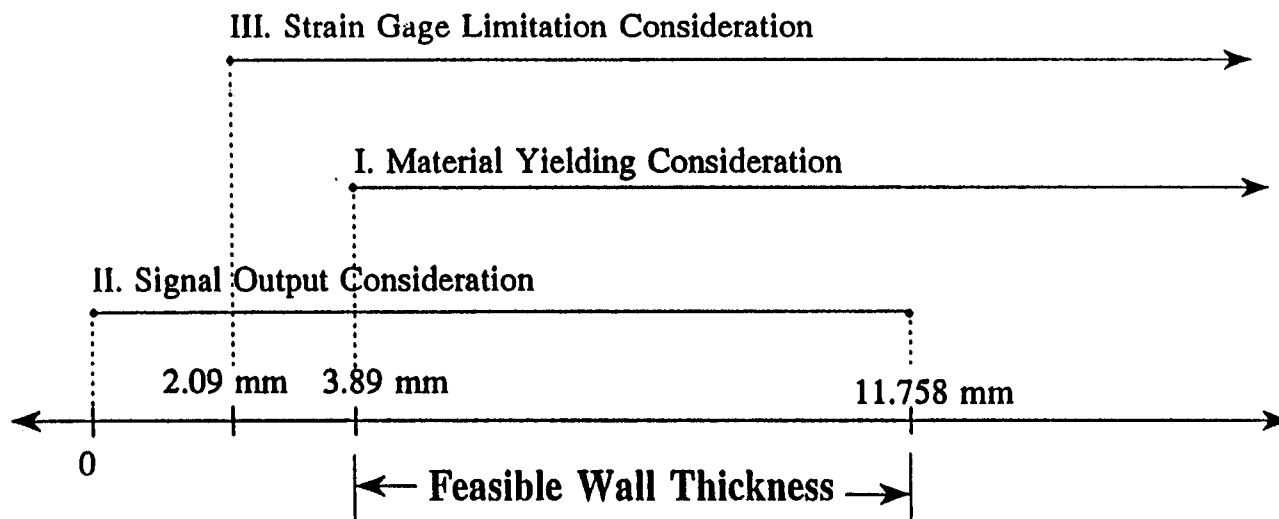 III. Strain Gage Limitation Consideration
I. Material Yielding Consideration
II. Signal Output Consideration
2.09 mm 3.89 mm 11.758 mm
0
Feasible Wall Thickness